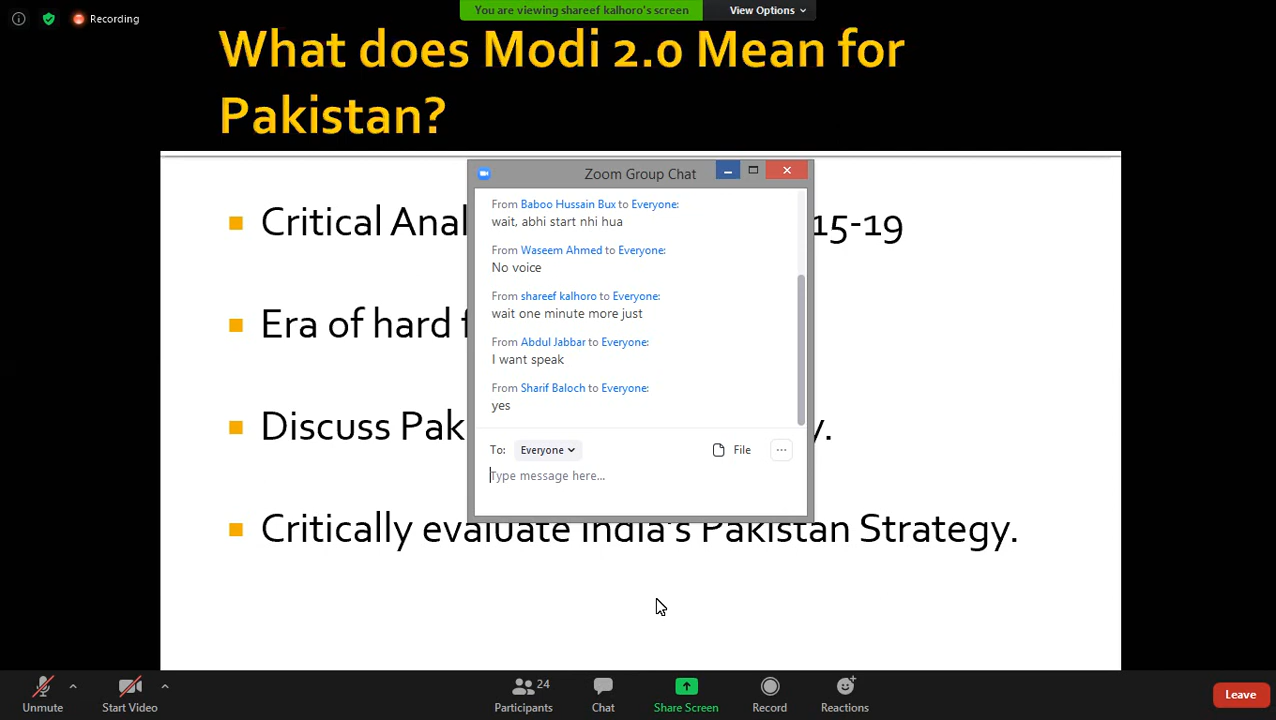 Recording
You are viewing shareef kalhoro's screen
View Options
What does Modi 2.0 Mean for
Pakistan?
Critical Anal
15-19
Era of hard
Discuss Pak
y.
Critically evaluate India's Pakistan Strategy.
Zoom Group Chat
From Baboo Hussain Bux to Everyone:
wait, abhi start nhi hua
From Waseem Ahmed to Everyone:
No voice
From shareef kalhoro to Everyone:
wait one minute more just
From Abdul Jabbar to Everyone:
I want speak
From Sharif Baloch to Everyone:
yes
To: Everyone File
Type message here...
Unmute
Start Video
24
Participants
Chat
Share Screen
Record
Reactions
Leave